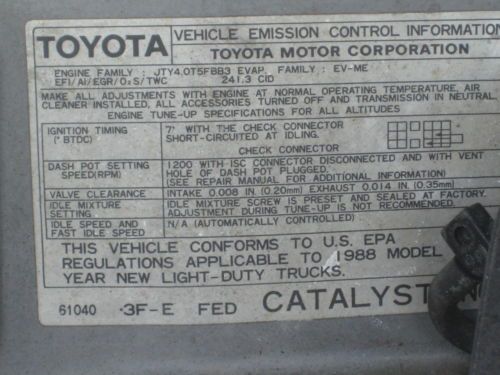 TOYOTA VEHICLE EMISSION CONTROL INFORMATION
TOYOTA MOTOR CORPORATION
ENGINE FAMILY : JTY4.0T5FBB3 EVAP. FAMILY : EV-ME
EFI/AI/EGR/O2S/TWC 241.3 CID
MAKE ALL ADJUSTMENTS WITH ENGINE AT NORMAL OPERATING TEMPERATURE, AIR
CLEANER INSTALLED, ALL ACCESSORIES TURNED OFF AND TRANSMISSION IN NEUTRAL.
ENGINE TUNE-UP SPECIFICATIONS FOR ALL ALTITUDES
IGNITION TIMING 7° WITH THE CHECK CONNECTOR
(° BTDC) SHORT-CIRCUITED AT IDLING.
CHECK CONNECTOR
DASH POT SETTING 1200 WITH ISC CONNECTOR DISCONNECTED AND WITH VENT
SPEED(RPM) HOLE OF DASH POT PLUGGED.
(SEE REPAIR MANUAL FOR ADDITIONAL INFORMATION)
VALVE CLEARANCE INTAKE 0.008 IN (0.20mm) EXHAUST 0.014 IN (0.35mm)
IDLE MIXTURE IDLE MIXTURE SCREW IS PRESET AND SEALED AT FACTORY.
SETTING ADJUSTMENT DURING TUNE-UP IS NOT RECOMMENDED.
IDLE SPEED AND N/A (AUTOMATICALLY CONTROLLED)
FAST IDLE SPEED
THIS VEHICLE CONFORMS TO U.S. EPA
REGULATIONS APPLICABLE TO 1988 MODEL
YEAR NEW LIGHT-DUTY TRUCKS.
61040 3F-E FED CATALYST